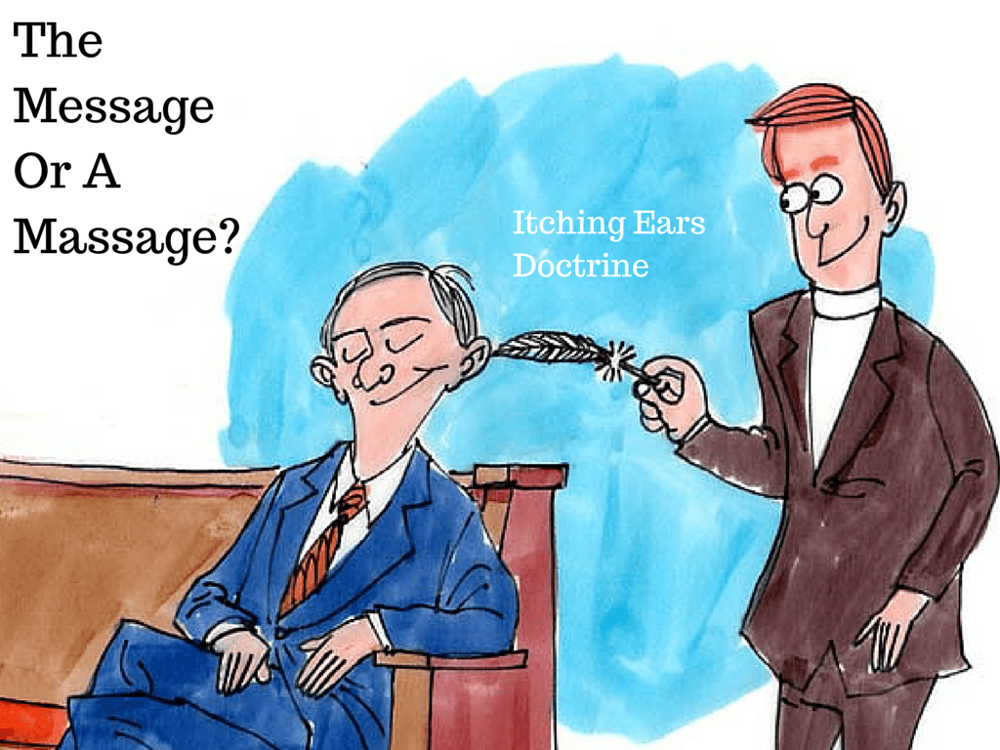 The
Message
Or A
Massage?
Itching Ears
Doctrine